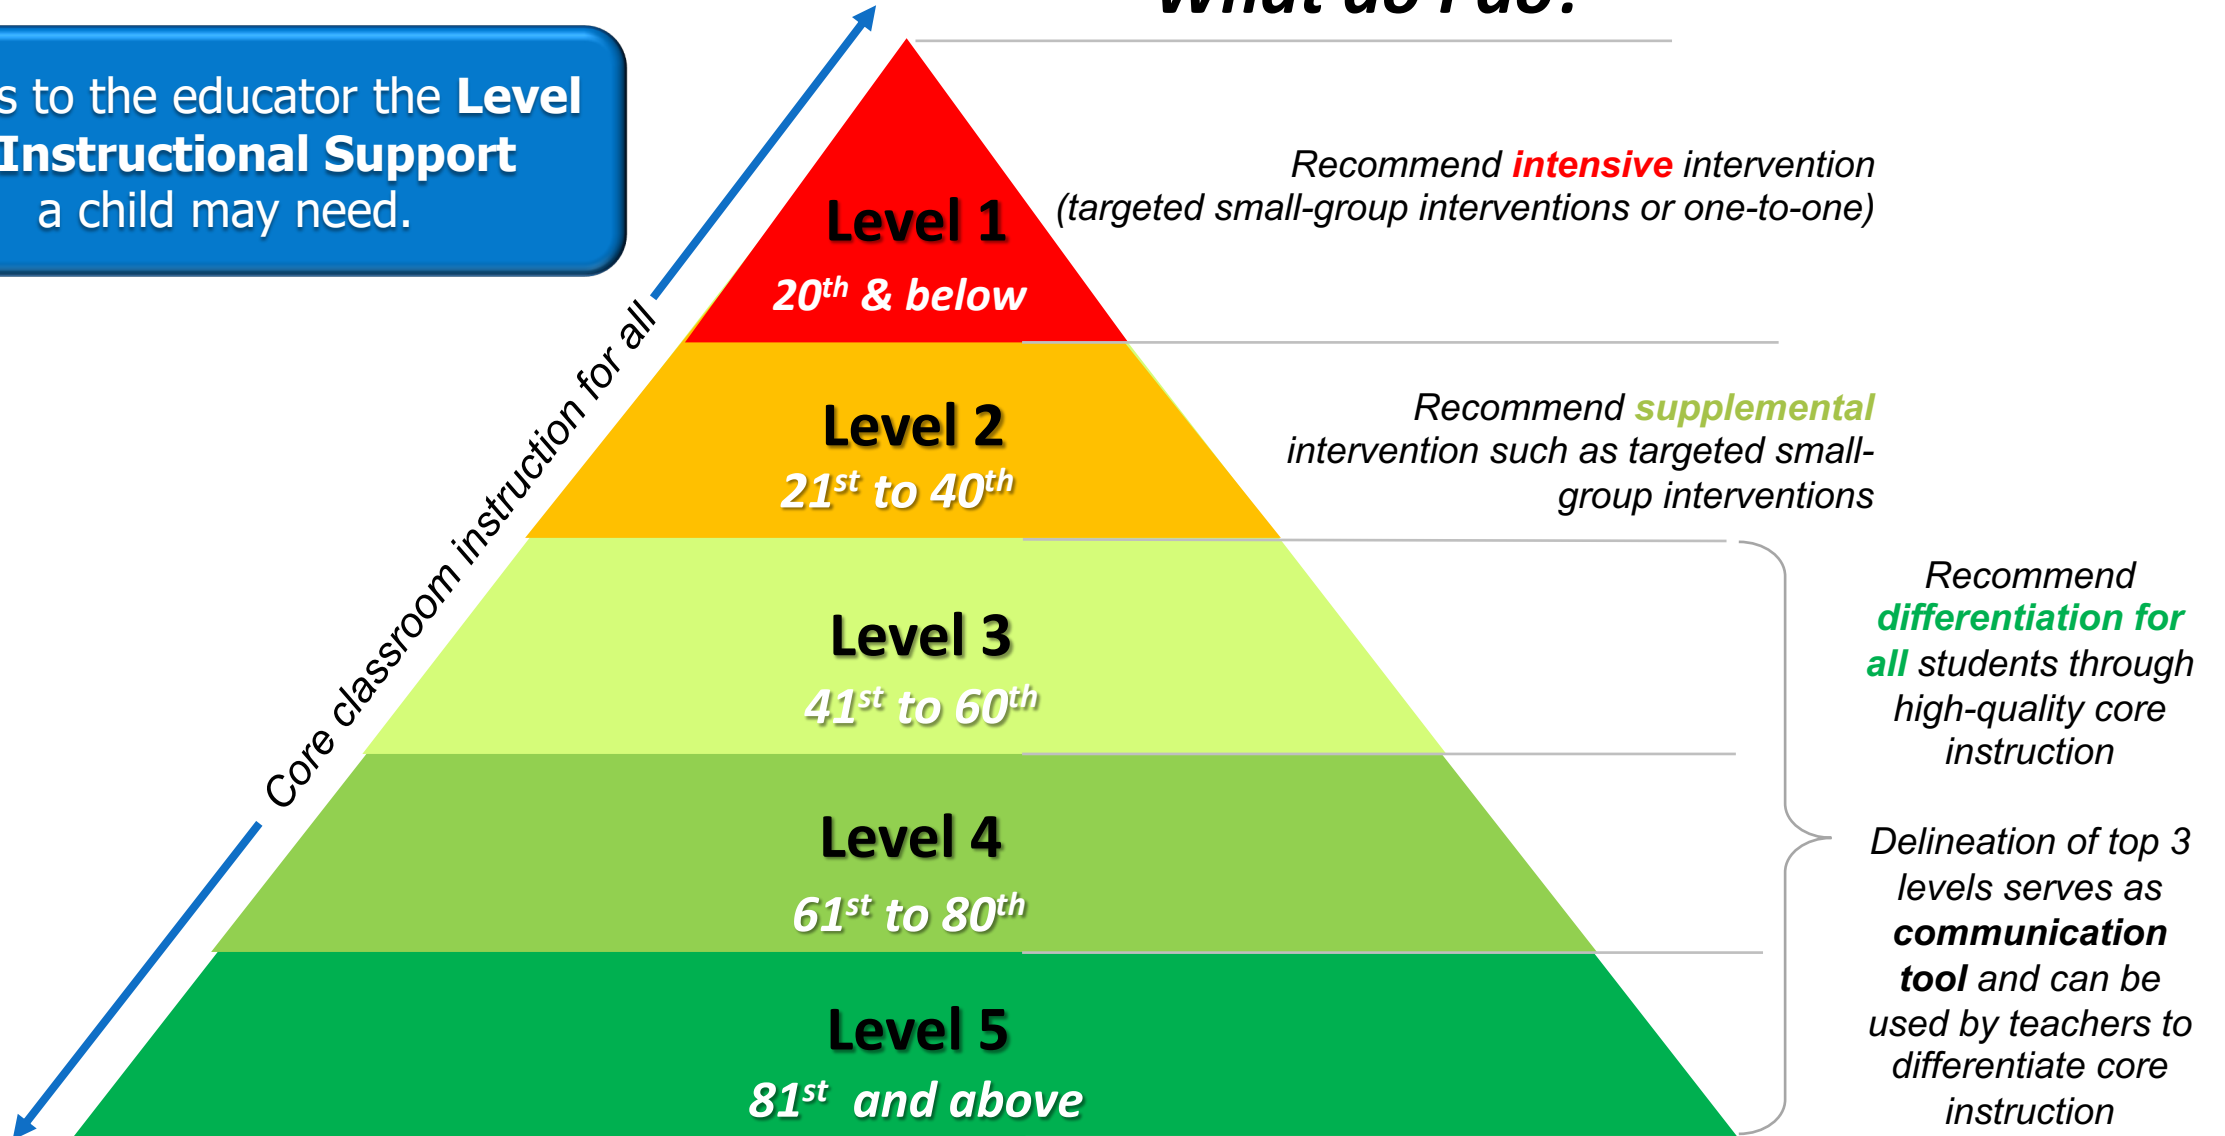 What do I do?
s to the educator the Level
Instructional Support
a child may need.
Core classroom instruction for all
Level 1
20th & below
Recommend intensive intervention
(targeted small-group interventions or one-to-one)
Level 2
21st to 40th
Recommend supplemental
intervention such as targeted small-
group interventions
Level 3
41st to 60th
Level 4
61st to 80th
Level 5
81st and above
Recommend
differentiation for
all students through
high-quality core
instruction
Delineation of top 3
levels serves as
communication
tool and can be
used by teachers to
differentiate core
instruction